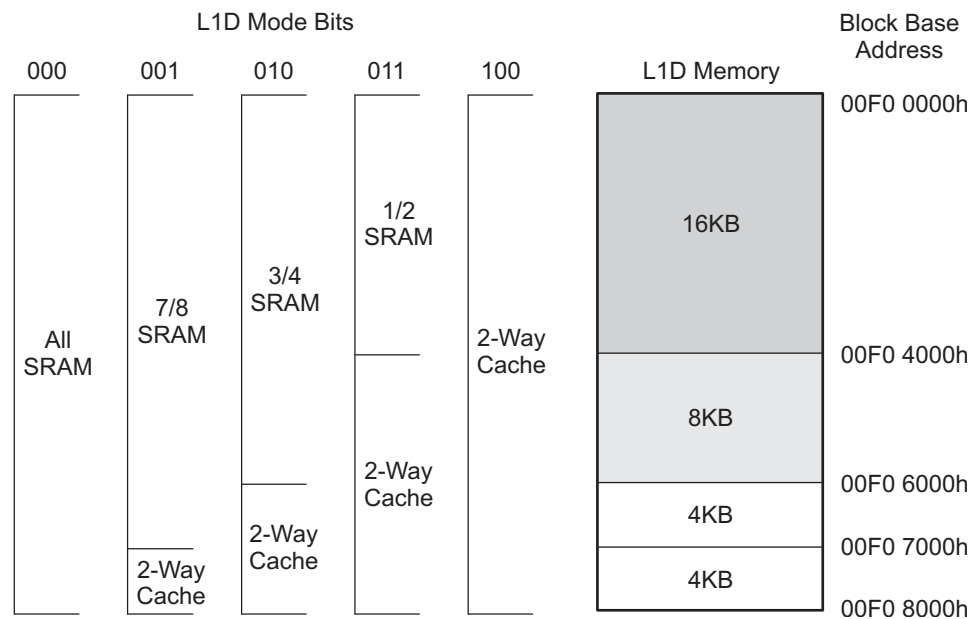 L1D Mode Bits
Block Base
Address
000 001 010 011 100 L1D Memory
00F0 0000h
1/2
SRAM
16KB
3/4
SRAM
7/8
SRAM
All
SRAM
2-Way
Cache
00F0 4000h
8KB
2-Way
Cache
00F0 6000h
4KB
2-Way
Cache
00F0 7000h
2-Way
Cache
4KB
00F0 8000h